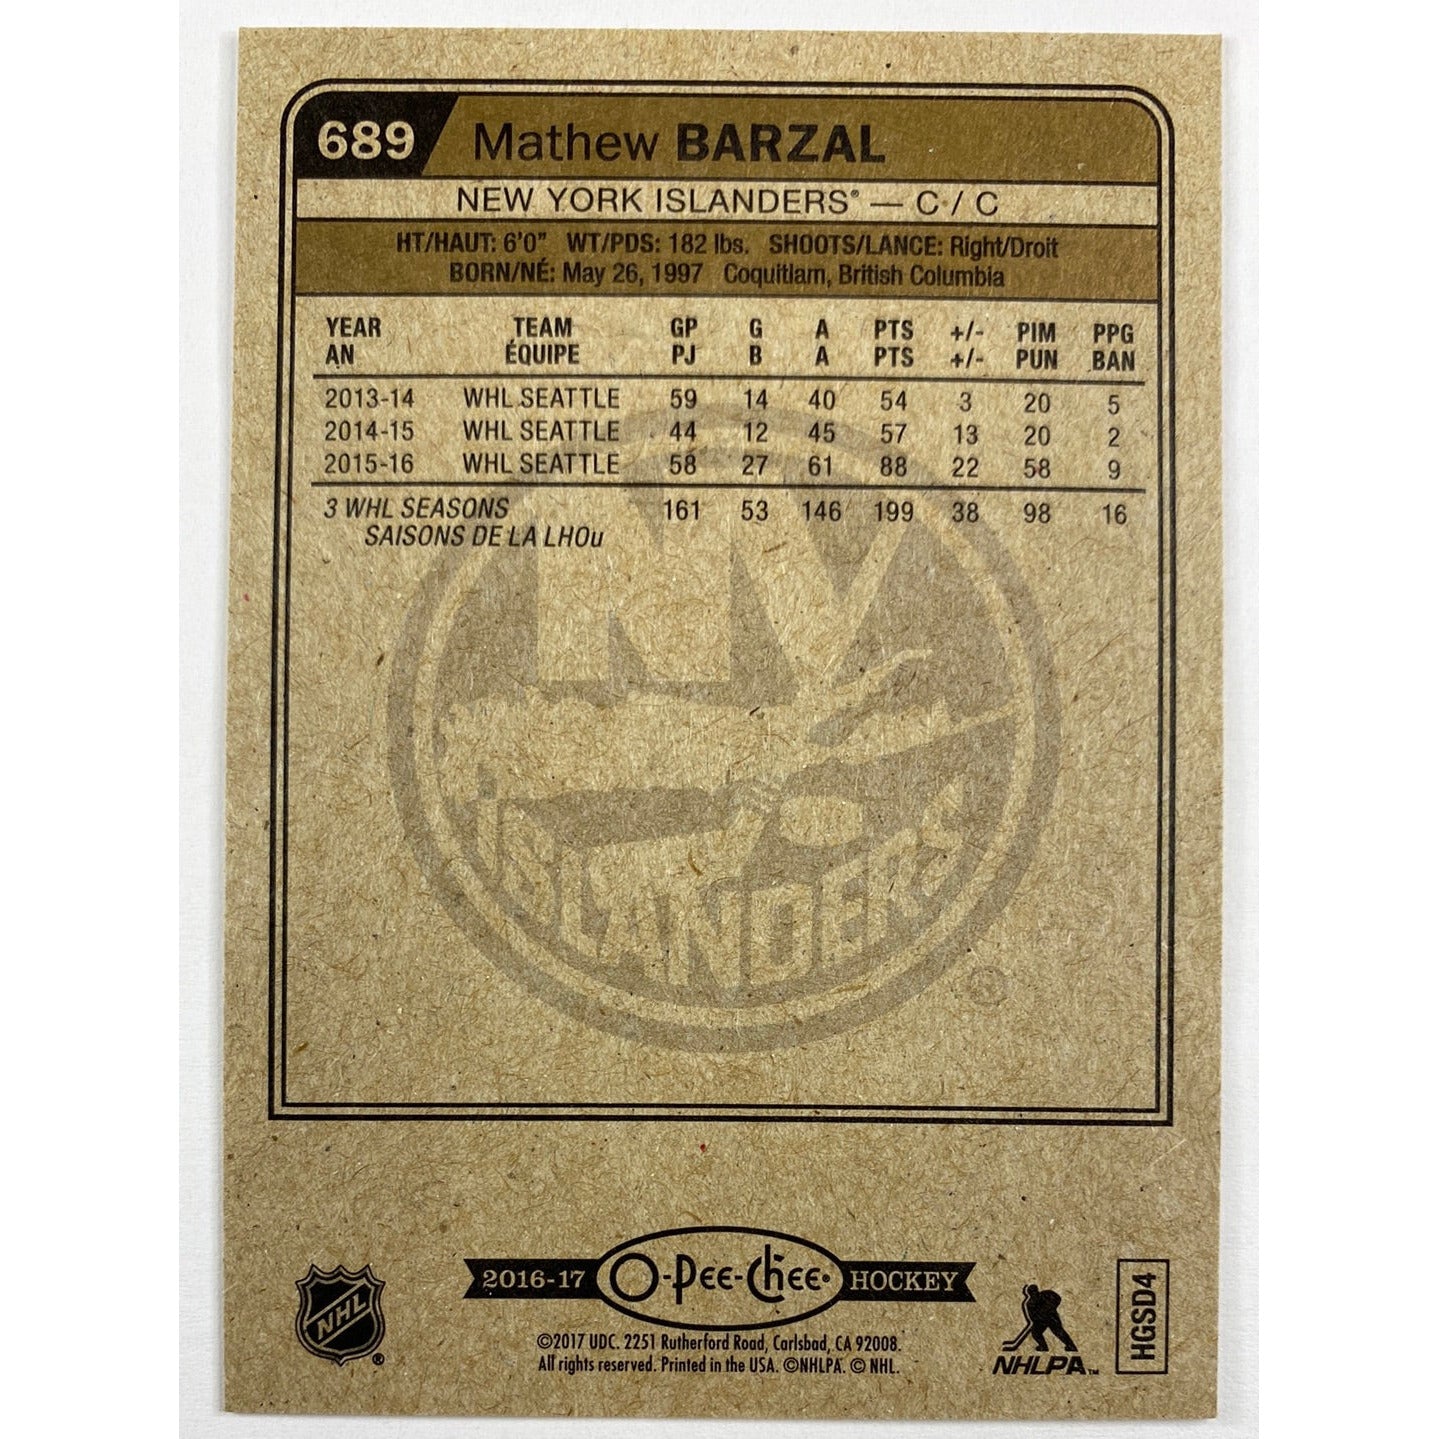 689 Mathew BARZAL
NEW YORK ISLANDERS® — C / C
HT/HAUT: 6'0" WT/PDS: 182 lbs. SHOOTS/LANCE: Right/Droit
BORN/NÉ: May 26, 1997 Coquitlam, British Columbia
YEAR TEAM GP G A PTS +/- PIM PPG
AN ÉQUIPE PJ B A PTS +/- PUN BAN
2013-14 WHL SEATTLE 59 14 40 54 3 20 5
2014-15 WHL SEATTLE 44 12 45 57 13 20 2
2015-16 WHL SEATTLE 58 27 61 88 22 58 9
3 WHL SEASONS 161 53 146 199 38 98 16
SAISONS DE LA LHOu
NY
ISLANDERS
®
2016-17 O-Pee-Chee® HOCKEY
NHL ®
©2017 UDC. 2251 Rutherford Road, Carlsbad, CA 92008.
All rights reserved. Printed in the USA. ©NHLPA. © NHL.
NHLPA™
HGSD4